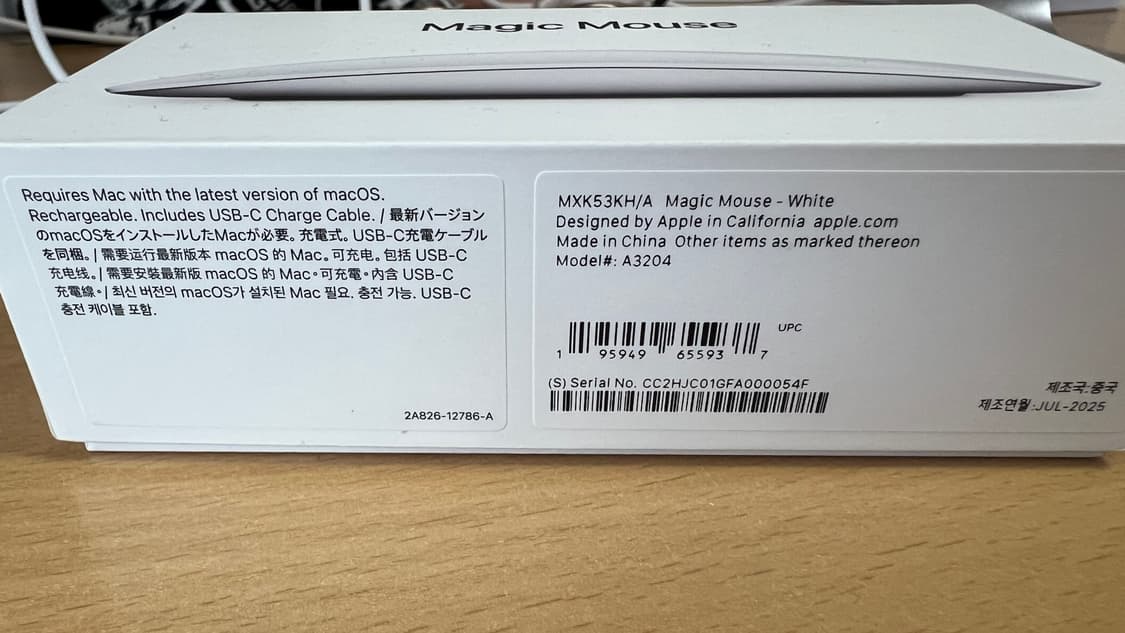 Magic Mouse
Requires Mac with the latest version of macOS.
Rechargeable. Includes USB-C Charge Cable. / 最新バージョン
のmacOSをインストールしたMacが必要。充電式。USB-C充電ケーブル
を同梱。/ 需要运行最新版本 macOS 的 Mac。可充电。包括 USB-C
充电线。/ 需要安裝最新版 macOS 的 Mac。可充電。內含 USB-C
充電線。/ 최신 버전의 macOS가 설치된 Mac 필요. 충전 가능. USB-C
충전 케이블 포함.
2A826-12786-A
MXK53KH/A Magic Mouse - White
Designed by Apple in California apple.com
Made in China Other items as marked thereon
Model#: A3204
UPC
1 95949 65593 7
(S) Serial No. CC2HJC01GFA000054F
제조국:중국
제조연월:JUL-2025